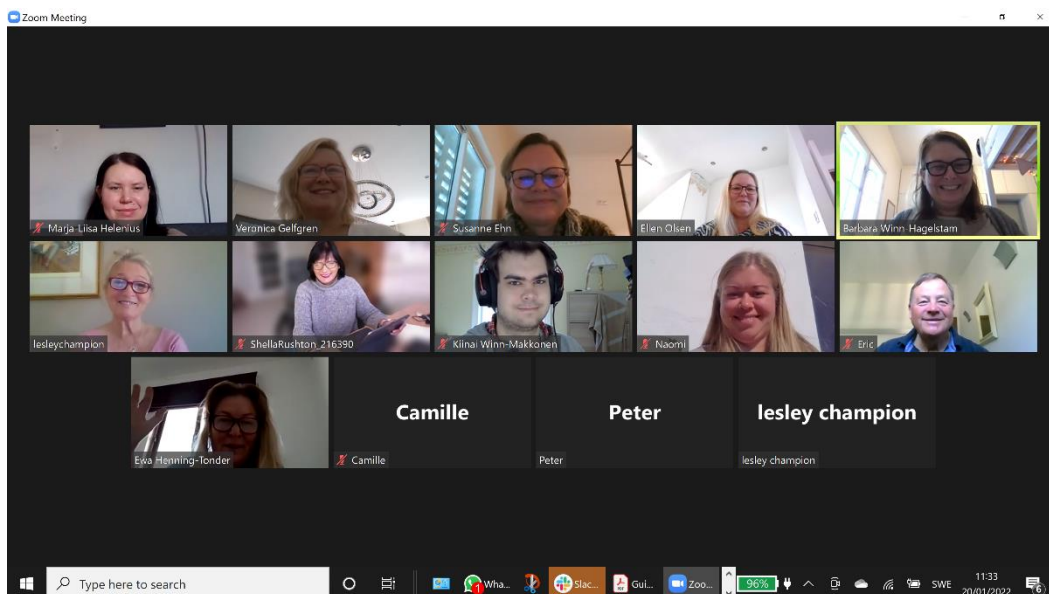 Zoom Meeting
Marja-Liisa Helenius
Veronica Gelfgren
Susanne Ehn
Ellen Olsen
Barbara Winn-Hagelstam
lesleychampion
ShellaRushton_216390
Kiinai Winn-Makkonen
Naomi
Eric
Ewa Henning-Tonder
Camille
Camille
Peter
Peter
lesley champion
lesley champion
Type here to search
1
Wha...
Slac...
Gui...
Zoo...
96%
SWE
11:33
20/01/2022
6